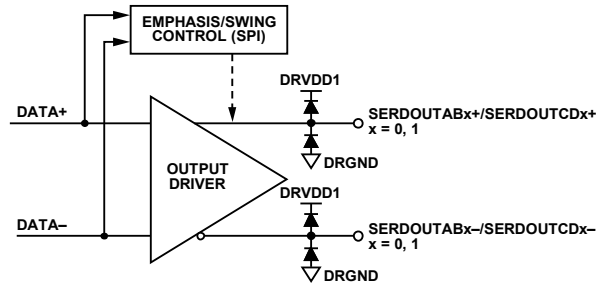 EMPHASIS/SWING
CONTROL (SPI)
DRVDD1
DATA+
SERDOUTABx+/SERDOUTCDx+
x = 0, 1
OUTPUT
DRIVER
DRGND
DRVDD1
DATA–
SERDOUTABx–/SERDOUTCDx–
x = 0, 1
DRGND